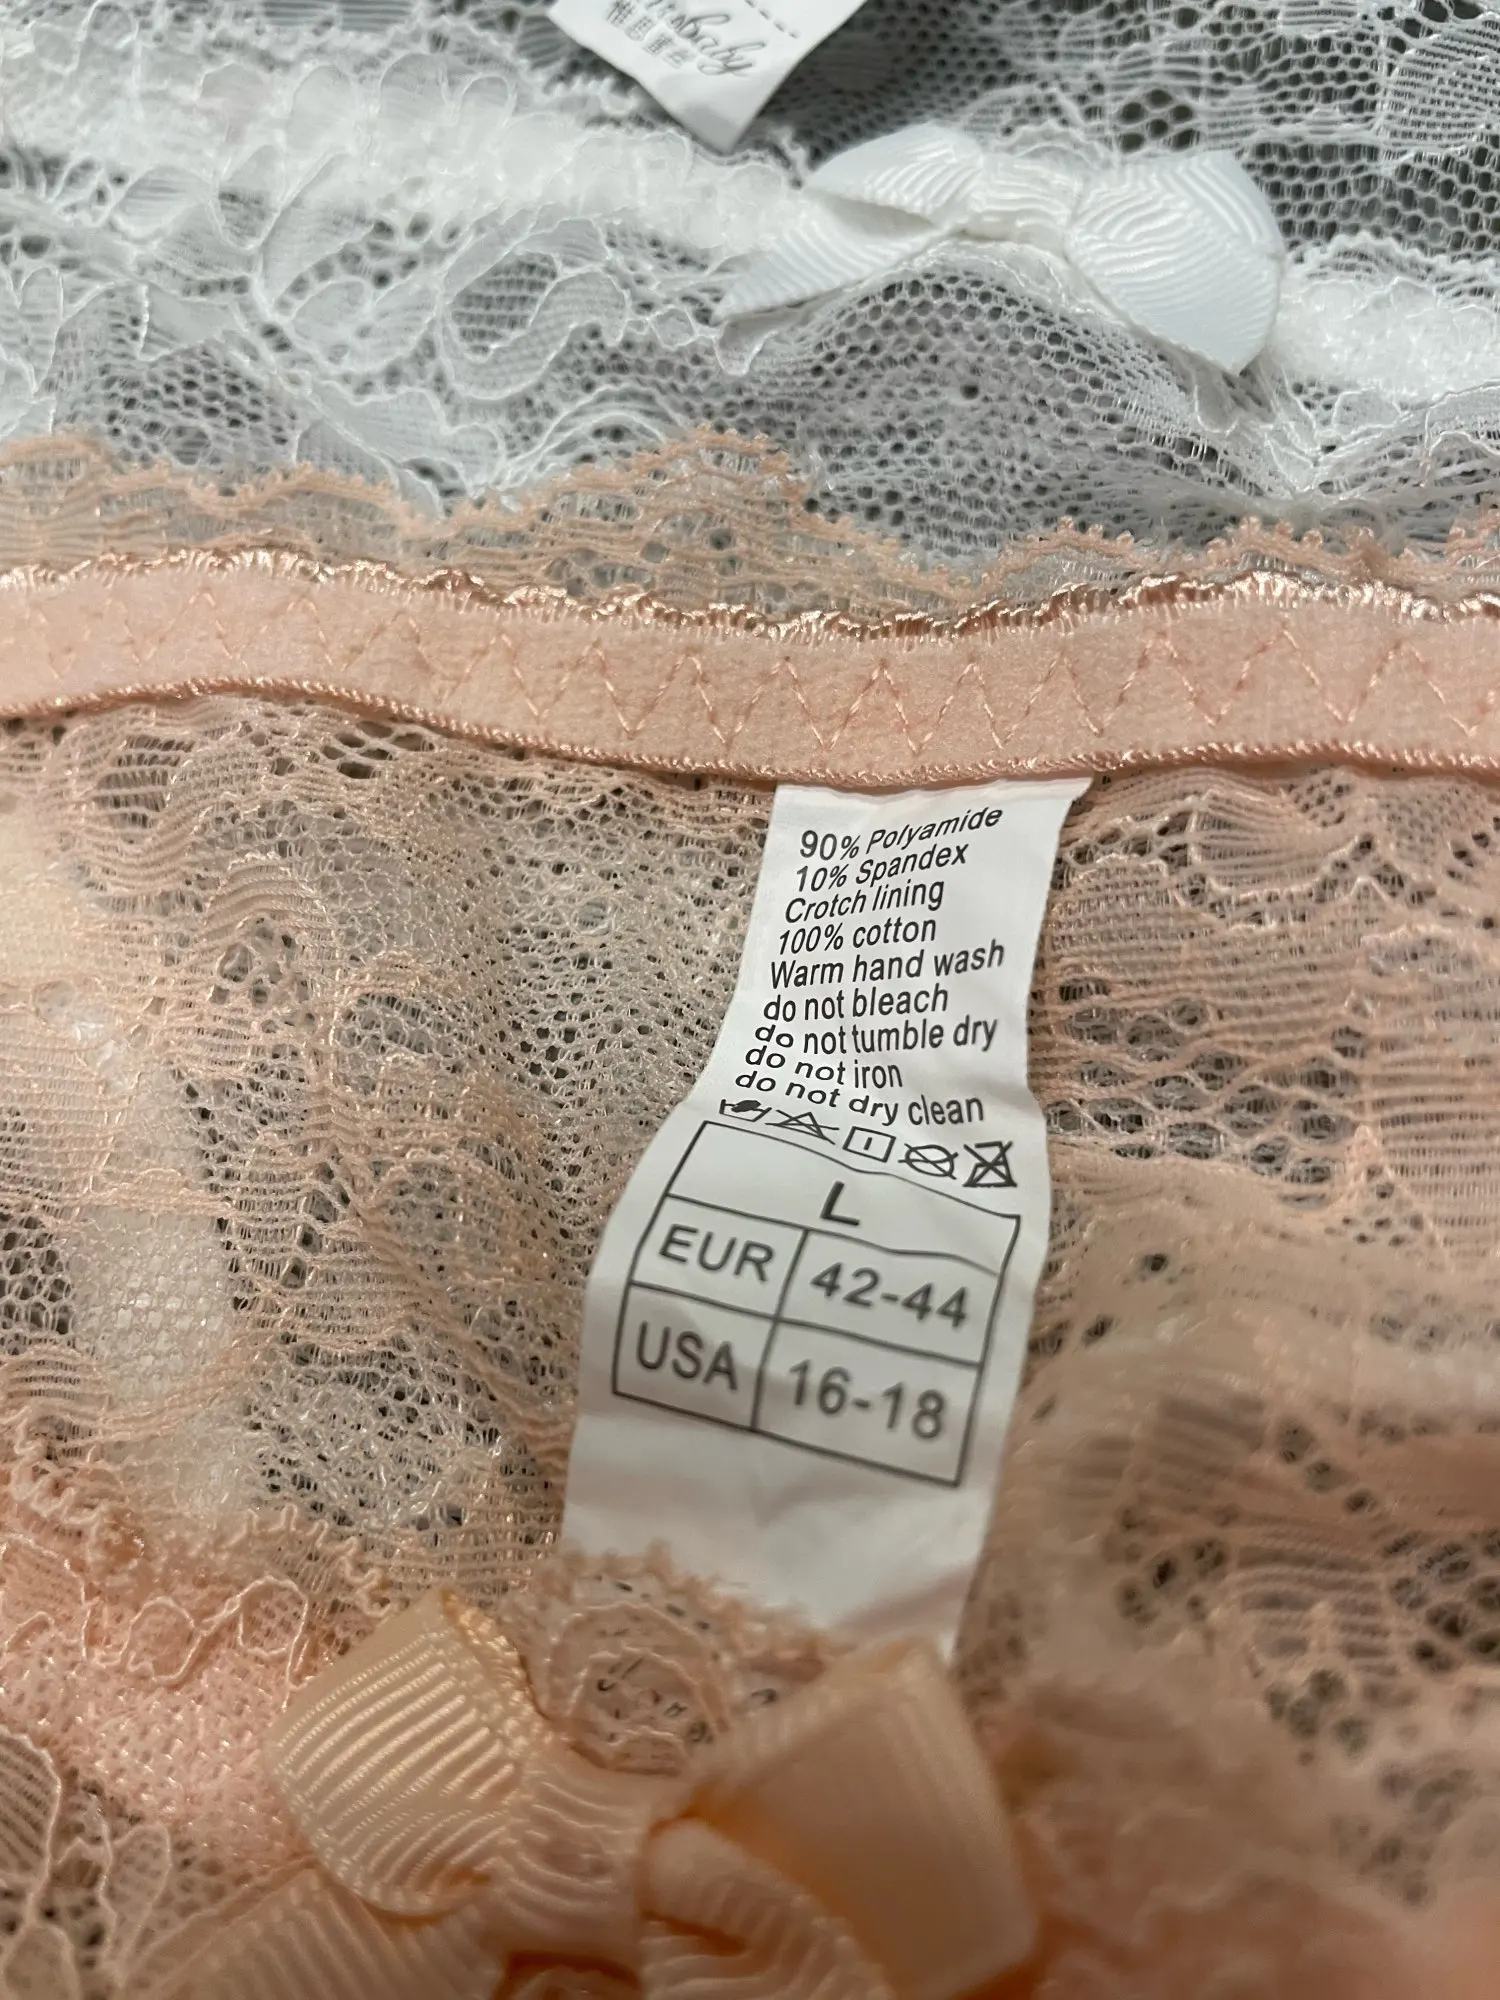 90% Polyamide
10% Spandex
Crotch lining
100% cotton
Warm hand wash
do not bleach
do not tumble dry
do not iron
do not dry clean
L
EUR 42-44
USA 16-18